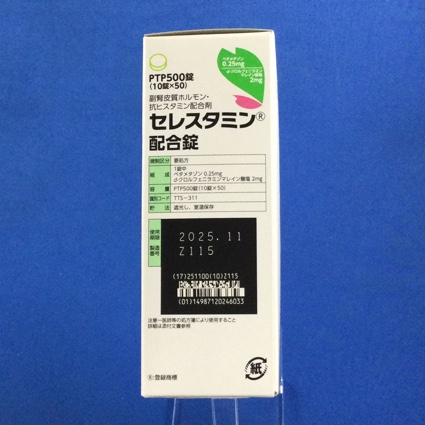 PTP500錠
(10錠×50)
ベタメタゾン
0.25mg
d-クロルフェニラミン
マレイン酸塩
2mg
副腎皮質ホルモン・
抗ヒスタミン配合剤
セレスタミン®
配合錠
規制区分 要処方
組成 1錠中
ベタメタゾン 0.25mg
d-クロルフェニラミンマレイン酸塩 2mg
容量 PTP500錠(10錠×50)
識別コード TTS-311
貯法 遮光し、室温保存
使用
期限 2025.11
製造
番号 Z115
(17)251100(10)Z115
(01)14987120246033
注意-医師等の処方箋により使用すること
詳細は添付文書参照
紙
®:登録商標